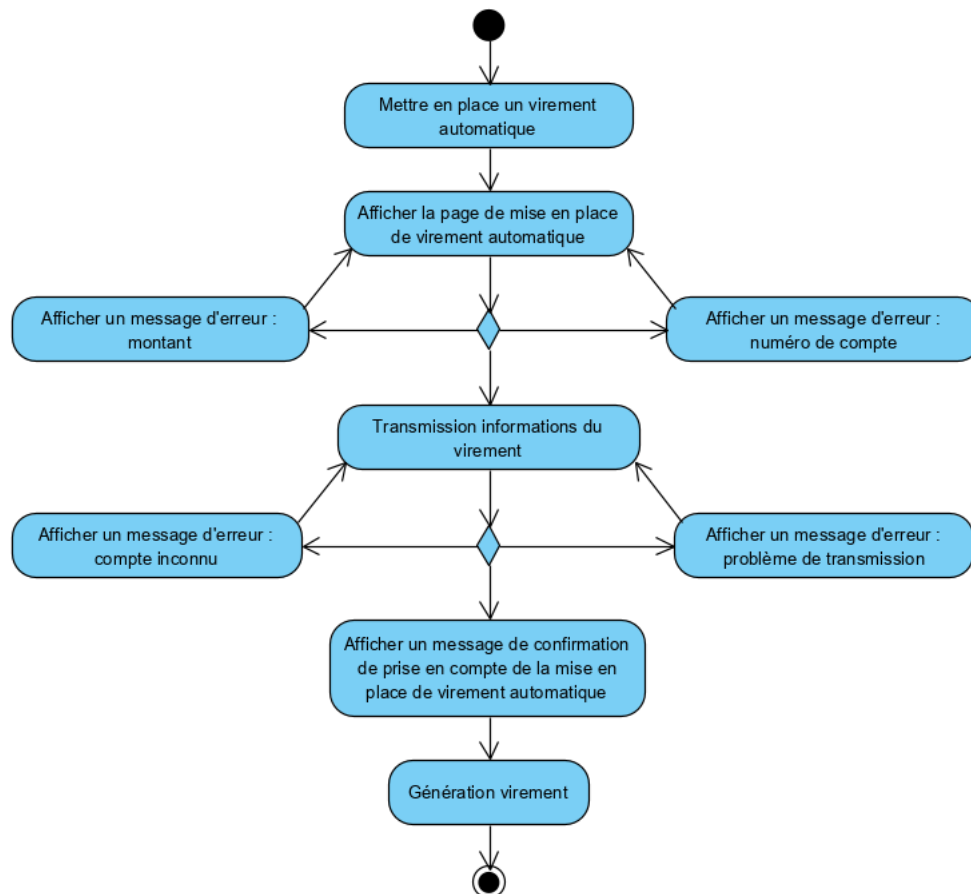 Mettre en place un virement
automatique
Afficher la page de mise en place
de virement automatique
Afficher un message d'erreur :
montant
Afficher un message d'erreur :
numéro de compte
Transmission informations du
virement
Afficher un message d'erreur :
compte inconnu
Afficher un message d'erreur :
problème de transmission
Afficher un message de confirmation
de prise en compte de la mise en
place de virement automatique
Génération virement